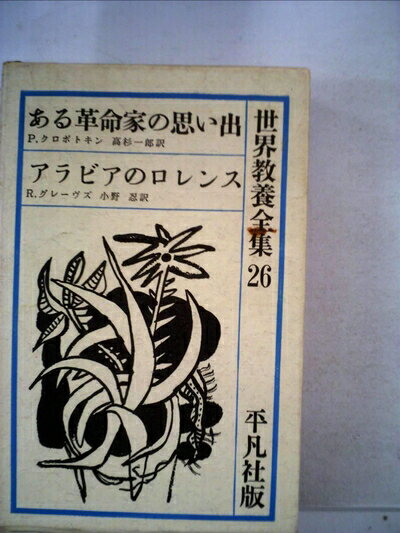 ある革命家の思い出
P.クロポトキン 高杉一郎訳
アラビアのロレンス
R.グレーヴズ 小野 忍訳
世界教養全集 26
平凡社版